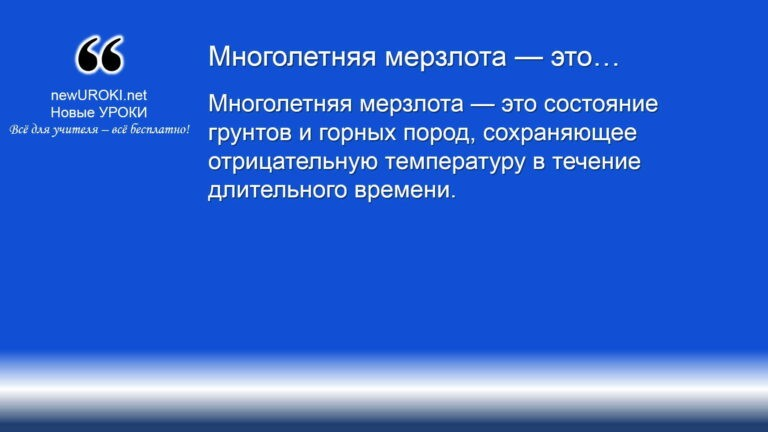 newUROKI.net
Новые УРОКИ
Всё для учителя – всё бесплатно!
Многолетняя мерзлота — это…
Многолетняя мерзлота — это состояние
грунтов и горных пород, сохраняющее
отрицательную температуру в течение
длительного времени.